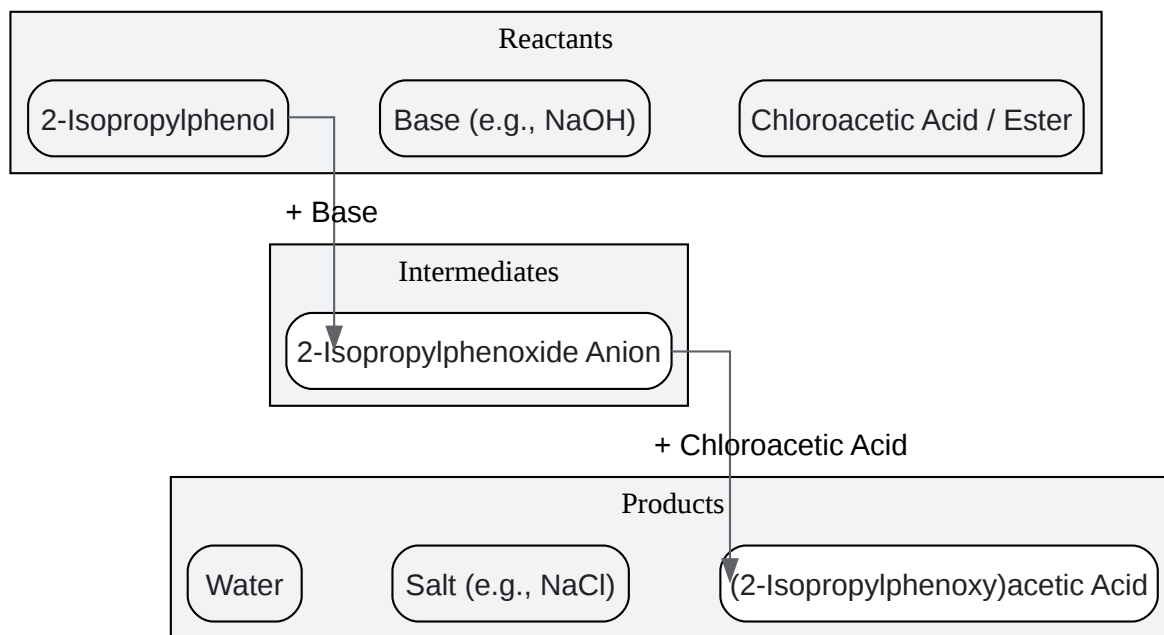 Reactants
2-Isopropylphenol
Base (e.g., NaOH)
Chloroacetic Acid / Ester
+ Base
Intermediates
2-Isopropylphenoxide Anion
+ Chloroacetic Acid
Products
Water
Salt (e.g., NaCl)
(2-Isopropylphenoxy)acetic Acid